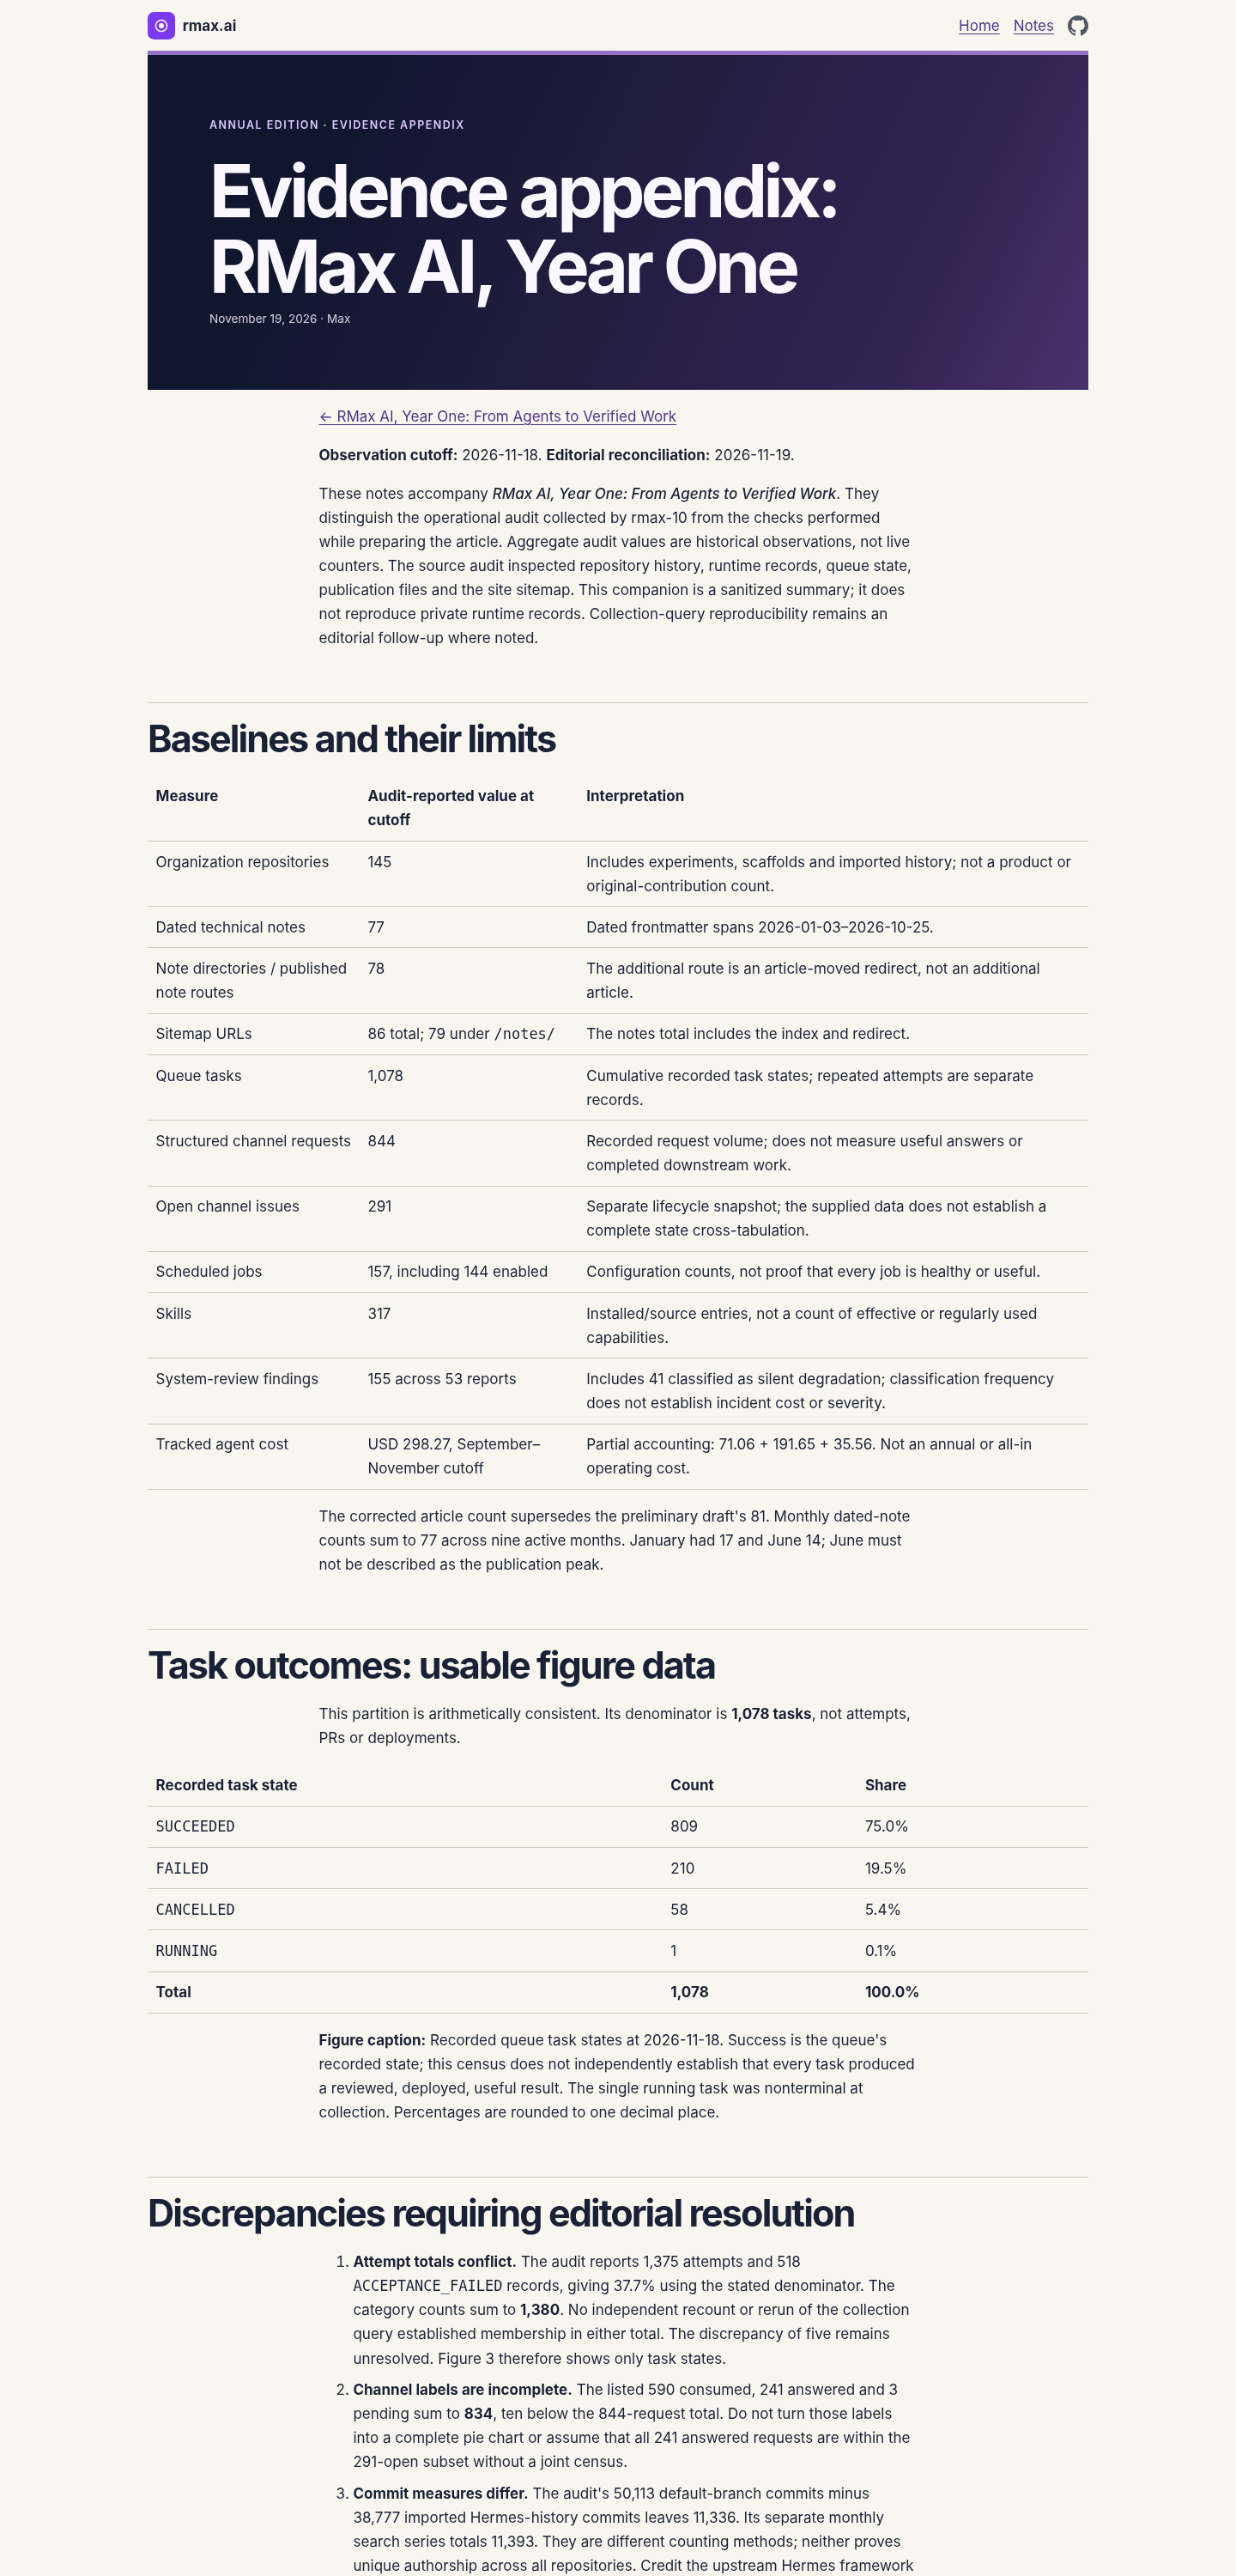 rmax.ai
Home Notes
ANNUAL EDITION · EVIDENCE APPENDIX
Evidence appendix:
RMax AI, Year One
November 19, 2026 · Max
← RMax AI, Year One: From Agents to Verified Work
Observation cutoff: 2026-11-18. Editorial reconciliation: 2026-11-19.
These notes accompany RMax AI, Year One: From Agents to Verified Work. They
distinguish the operational audit collected by rmax-10 from the checks performed
while preparing the article. Aggregate audit values are historical observations, not live
counters. The source audit inspected repository history, runtime records, queue state,
publication files and the site sitemap. This companion is a sanitized summary; it does
not reproduce private runtime records. Collection-query reproducibility remains an
editorial follow-up where noted.
Baselines and their limits
Measure Audit-reported value at Interpretation
cutoff
Organization repositories 145 Includes experiments, scaffolds and imported history; not a product or
original-contribution count.
Dated technical notes 77 Dated frontmatter spans 2026-01-03–2026-10-25.
Note directories / published 78 The additional route is an article-moved redirect, not an additional
note routes article.
Sitemap URLs 86 total; 79 under /notes/ The notes total includes the index and redirect.
Queue tasks 1,078 Cumulative recorded task states; repeated attempts are separate
records.
Structured channel requests 844 Recorded request volume; does not measure useful answers or
completed downstream work.
Open channel issues 291 Separate lifecycle snapshot; the supplied data does not establish a
complete state cross-tabulation.
Scheduled jobs 157, including 144 enabled Configuration counts, not proof that every job is healthy or useful.
Skills 317 Installed/source entries, not a count of effective or regularly used
capabilities.
System-review findings 155 across 53 reports Includes 41 classified as silent degradation; classification frequency
does not establish incident cost or severity.
Tracked agent cost USD 298.27, September– Partial accounting: 71.06 + 191.65 + 35.56. Not an annual or all-in
November cutoff operating cost.
The corrected article count supersedes the preliminary draft's 81. Monthly dated-note
counts sum to 77 across nine active months. January had 17 and June 14; June must
not be described as the publication peak.
Task outcomes: usable figure data
This partition is arithmetically consistent. Its denominator is 1,078 tasks, not attempts,
PRs or deployments.
Recorded task state Count Share
SUCCEEDED 809 75.0%
FAILED 210 19.5%
CANCELLED 58 5.4%
RUNNING 1 0.1%
Total 1,078 100.0%
Figure caption: Recorded queue task states at 2026-11-18. Success is the queue's
recorded state; this census does not independently establish that every task produced
a reviewed, deployed, useful result. The single running task was nonterminal at
collection. Percentages are rounded to one decimal place.
Discrepancies requiring editorial resolution
1. Attempt totals conflict. The audit reports 1,375 attempts and 518
ACCEPTANCE_FAILED records, giving 37.7% using the stated denominator. The
category counts sum to 1,380. No independent recount or rerun of the collection
query established membership in either total. The discrepancy of five remains
unresolved. Figure 3 therefore shows only task states.
2. Channel labels are incomplete. The listed 590 consumed, 241 answered and 3
pending sum to 834, ten below the 844-request total. Do not turn those labels
into a complete pie chart or assume that all 241 answered requests are within the
291-open subset without a joint census.
3. Commit measures differ. The audit's 50,113 default-branch commits minus
38,777 imported Hermes-history commits leaves 11,336. Its separate monthly
search series totals 11,393. They are different counting methods; neither proves
unique authorship across all repositories. Credit the upstream Hermes framework